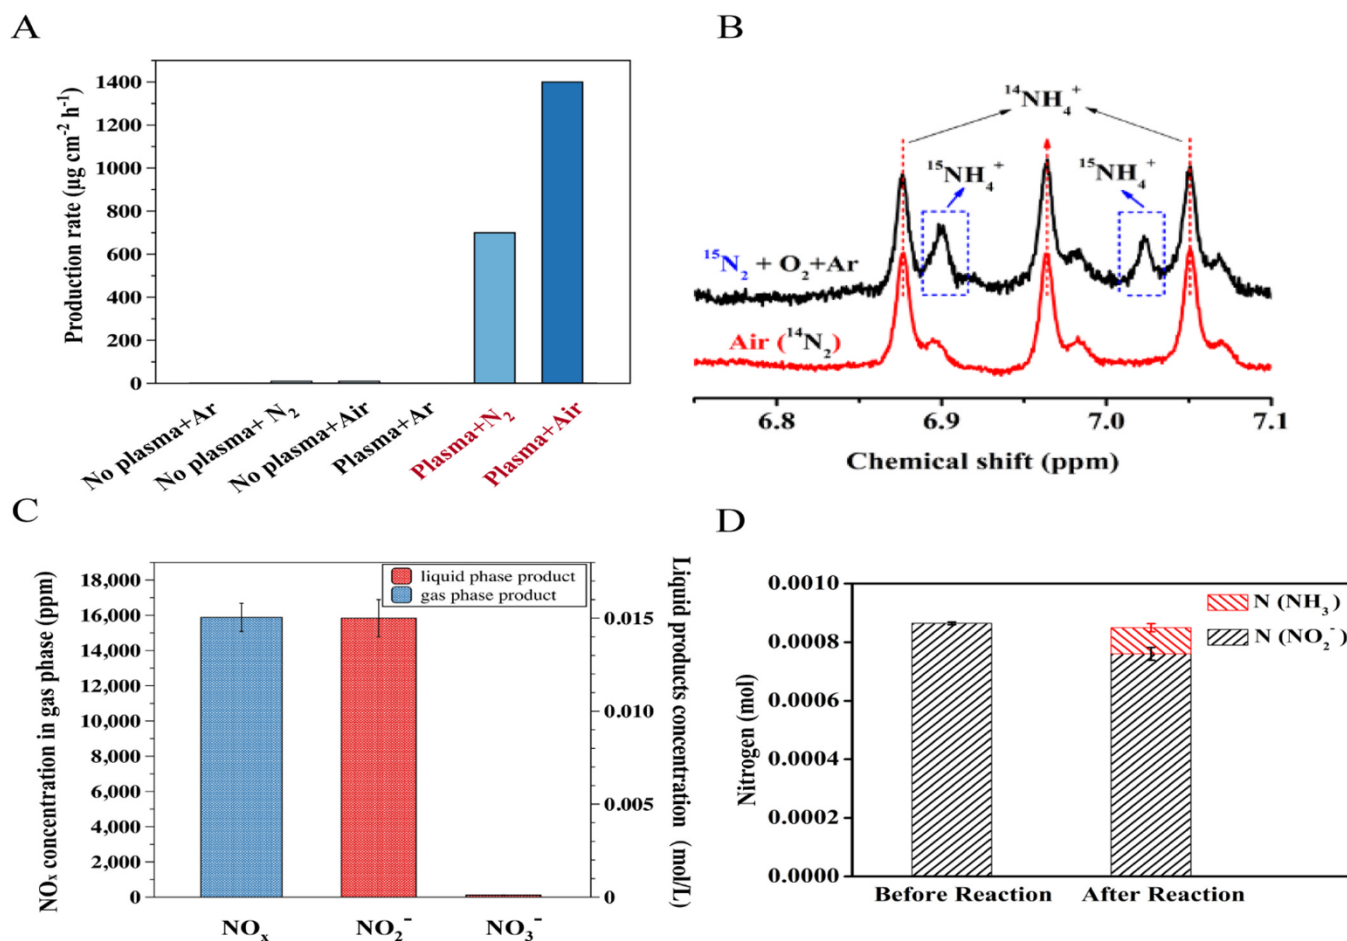 A
Production rate (µg cm⁻² h⁻¹)
1400
1200
1000
800
600
400
200
0
No plasma+Ar
No plasma+ N₂
No plasma+Air
Plasma+Ar
Plasma+N₂
Plasma+Air
B
¹⁴NH₄⁺
¹⁵NH₄⁺
¹⁵NH₄⁺
¹⁵N₂ + O₂+Ar
Air (¹⁴N₂)
6.8
6.9
7.0
7.1
Chemical shift (ppm)
C
NOₓ concentration in gas phase (ppm)
18,000
16,000
14,000
12,000
10,000
8,000
6,000
4,000
2,000
0
liquid phase product
gas phase product
0.015
0.010
0.005
0
Liquid products concentration (mol/L)
NOₓ
NO₂⁻
NO₃⁻
D
Nitrogen (mol)
0.0010
0.0008
0.0006
0.0004
0.0002
0.0000
N (NH₃)
N (NO₂⁻)
Before Reaction
After Reaction